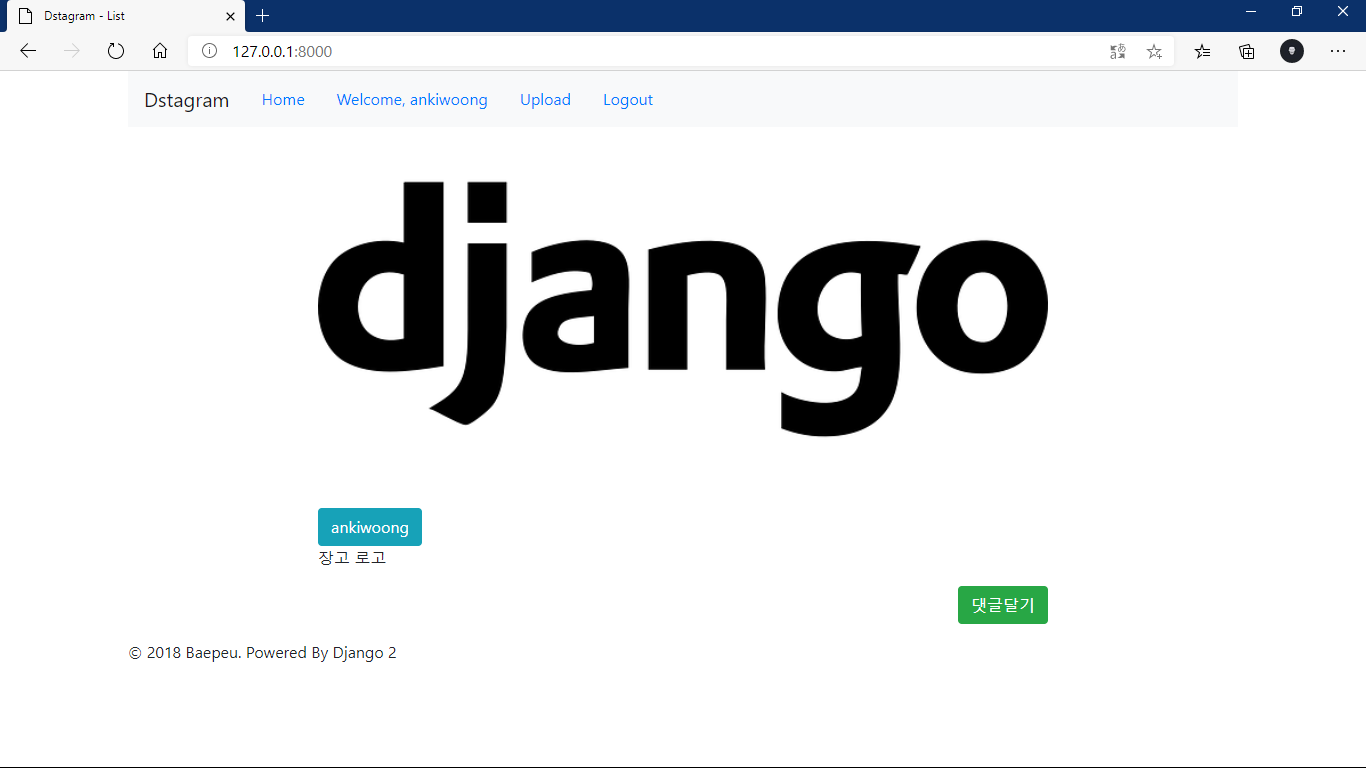 Dstagram - List
127.0.0.1:8000
Dstagram Home Welcome, ankiwoong Upload Logout
django
ankiwoong
장고 로고
댓글달기
© 2018 Baepeu. Powered By Django 2